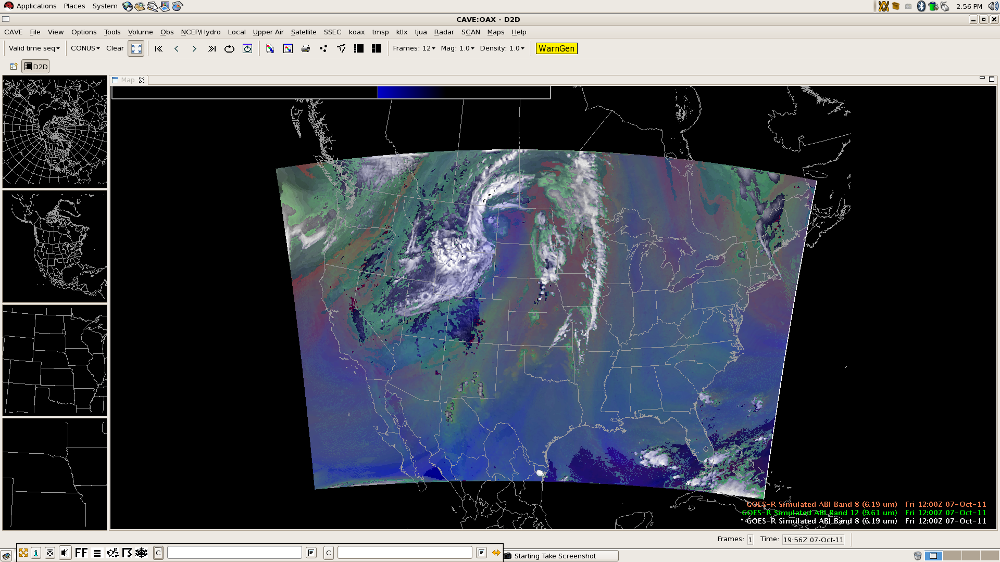 Applications Places System 2:56 PM
CAVE:OAX - D2D
CAVE File View Options Tools Volume Obs NCEP/Hydro Local Upper Air Satellite SSEC koax tmsp ktlx tjua Radar SCAN Maps Help
Valid time seq CONUS Clear Frames: 12 Mag: 1.0 Density: 1.0 WarnGen
D2D
Map
GOES-R Simulated ABI Band 8 (6.19 um) Fri 12:00Z 07-Oct-11
GOES-R Simulated ABI Band 12 (9.61 um) Fri 12:00Z 07-Oct-11
* GOES-R Simulated ABI Band 8 (6.19 um) Fri 12:00Z 07-Oct-11
Frames: 1 Time: 19:56Z 07-Oct-11
FF C C Starting Take Screenshot